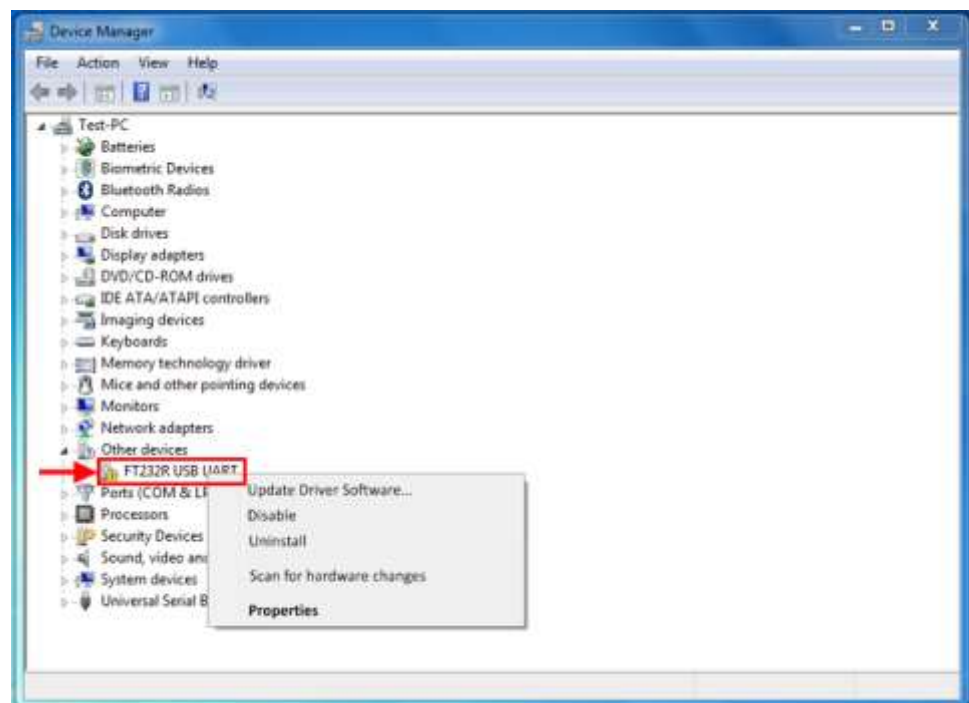 Device Manager
File Action View Help
Test-PC
Batteries
Biometric Devices
Bluetooth Radios
Computer
Disk drives
Display adapters
DVD/CD-ROM drives
IDE ATA/ATAPI controllers
Imaging devices
Keyboards
Memory technology driver
Mice and other pointing devices
Monitors
Network adapters
Other devices
FT232R USB UART
Ports (COM & LP
Processors
Security Devices
Sound, video and
System devices
Universal Serial B
Update Driver Software...
Disable
Uninstall
Scan for hardware changes
Properties